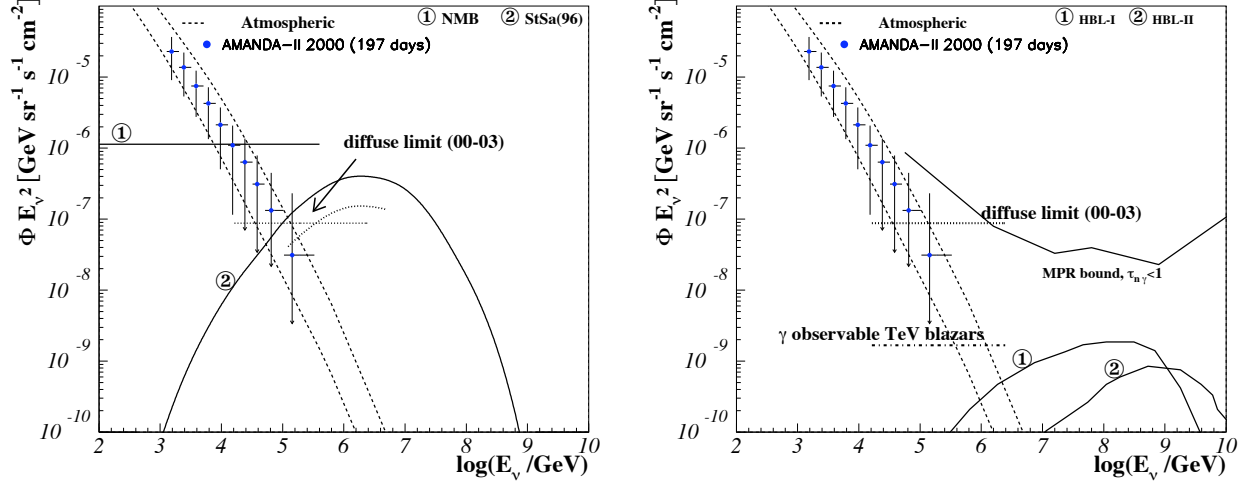 Atmospheric
AMANDA-II 2000 (197 days)
① NMB ② StSa(96)
Φ E_ν² [GeV sr⁻¹ s⁻¹ cm⁻²]
10⁻⁵
10⁻⁶
10⁻⁷
10⁻⁸
10⁻⁹
10⁻¹⁰
①
diffuse limit (00-03)
②
2 3 4 5 6 7 8 9 10
log(E_ν/GeV)
Atmospheric
AMANDA-II 2000 (197 days)
① HBL-I ② HBL-II
Φ E_ν² [GeV sr⁻¹ s⁻¹ cm⁻²]
10⁻⁵
10⁻⁶
10⁻⁷
10⁻⁸
10⁻⁹
10⁻¹⁰
diffuse limit (00-03)
MPR bound, τ_nγ<1
γ observable TeV blazars
①
②
2 3 4 5 6 7 8 9 10
log(E_ν/GeV)